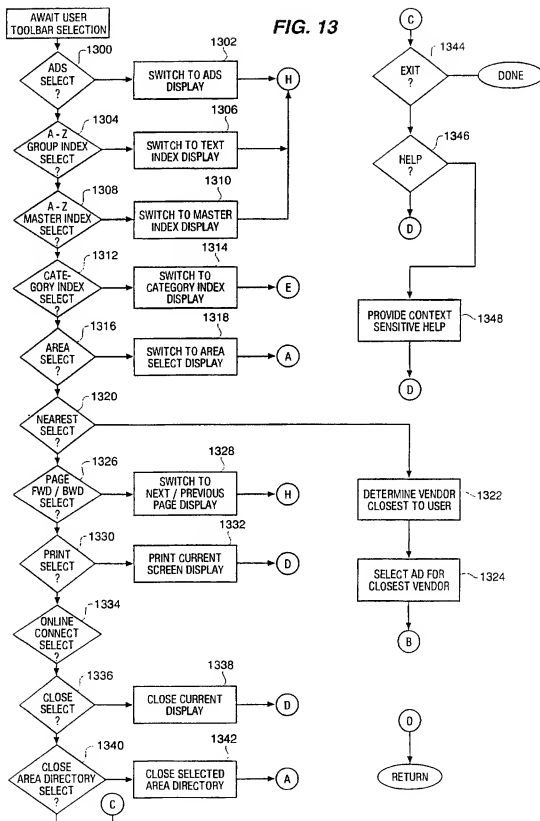 FIG. 13
AWAIT USER
TOOLBAR SELECTION
1300
ADS
SELECT
?
1302
SWITCH TO ADS
DISPLAY
H
1304
A - Z
GROUP INDEX
SELECT
?
1306
SWITCH TO TEXT
INDEX DISPLAY
1308
A - Z
MASTER INDEX
SELECT
?
1310
SWITCH TO MASTER
INDEX DISPLAY
1312
CATE-
GORY INDEX
SELECT
?
1314
SWITCH TO
CATEGORY INDEX
DISPLAY
E
1316
AREA
SELECT
?
1318
SWITCH TO AREA
SELECT DISPLAY
A
1320
NEAREST
SELECT
?
1326
PAGE
FWD / BWD
SELECT
?
1328
SWITCH TO
NEXT / PREVIOUS
PAGE DISPLAY
H
1330
PRINT
SELECT
?
1332
PRINT CURRENT
SCREEN DISPLAY
D
1334
ONLINE
CONNECT
SELECT
?
1336
CLOSE
SELECT
?
1338
CLOSE CURRENT
DISPLAY
D
1340
CLOSE
AREA DIRECTORY
SELECT
?
1342
CLOSE SELECTED
AREA DIRECTORY
A
C
C
1344
EXIT
?
DONE
1346
HELP
?
D
PROVIDE CONTEXT
SENSITIVE HELP
1348
D
DETERMINE VENDOR
CLOSEST TO USER
1322
SELECT AD FOR
CLOSEST VENDOR
1324
B
O
RETURN